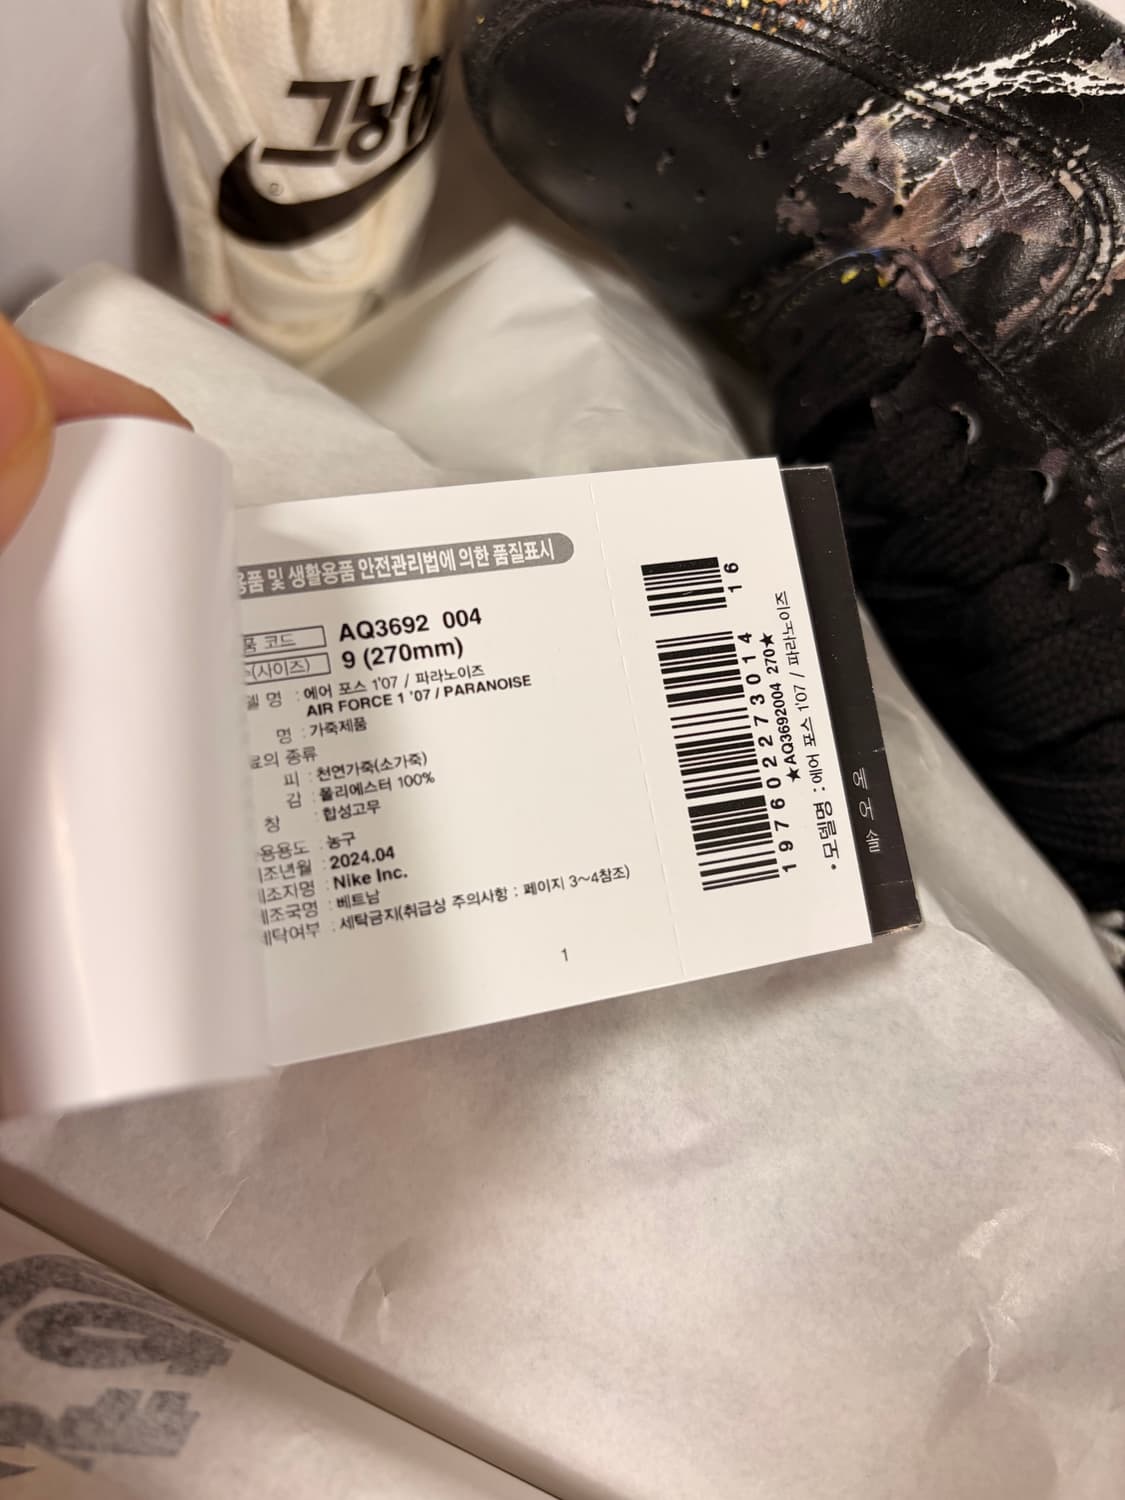 그냥
용품 및 생활용품 안전관리법에 의한 품질표시
품 코드 AQ3692 004
(사이즈) 9 (270mm)
델 명 : 에어 포스 1'07 / 파라노이즈
AIR FORCE 1 '07 / PARANOISE
명 : 가죽제품
료의 종류
피 : 천연가죽(소가죽)
감 : 폴리에스터 100%
창 : 합성고무
용용도 : 농구
조년월 : 2024.04
조지명 : Nike Inc.
조국명 : 베트남
탁여부 : 세탁금지(취급상 주의사항 : 페이지 3~4참조)
1
16
197602273014
★AQ3692004 270★
• 모델명 : 에어 포스 1'07 / 파라노이즈
에어 솔